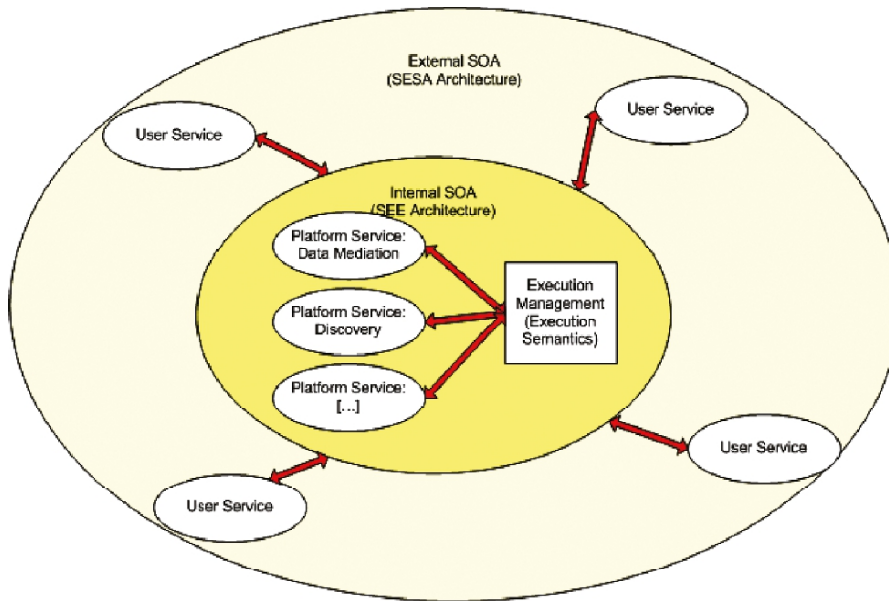 External SOA
(SESA Architecture)
User Service
User Service
Internal SOA
(SEE Architecture)
Platform Service:
Data Mediation
Execution
Management
(Execution
Semantics)
Platform Service:
Discovery
Platform Service:
[...]
User Service
User Service